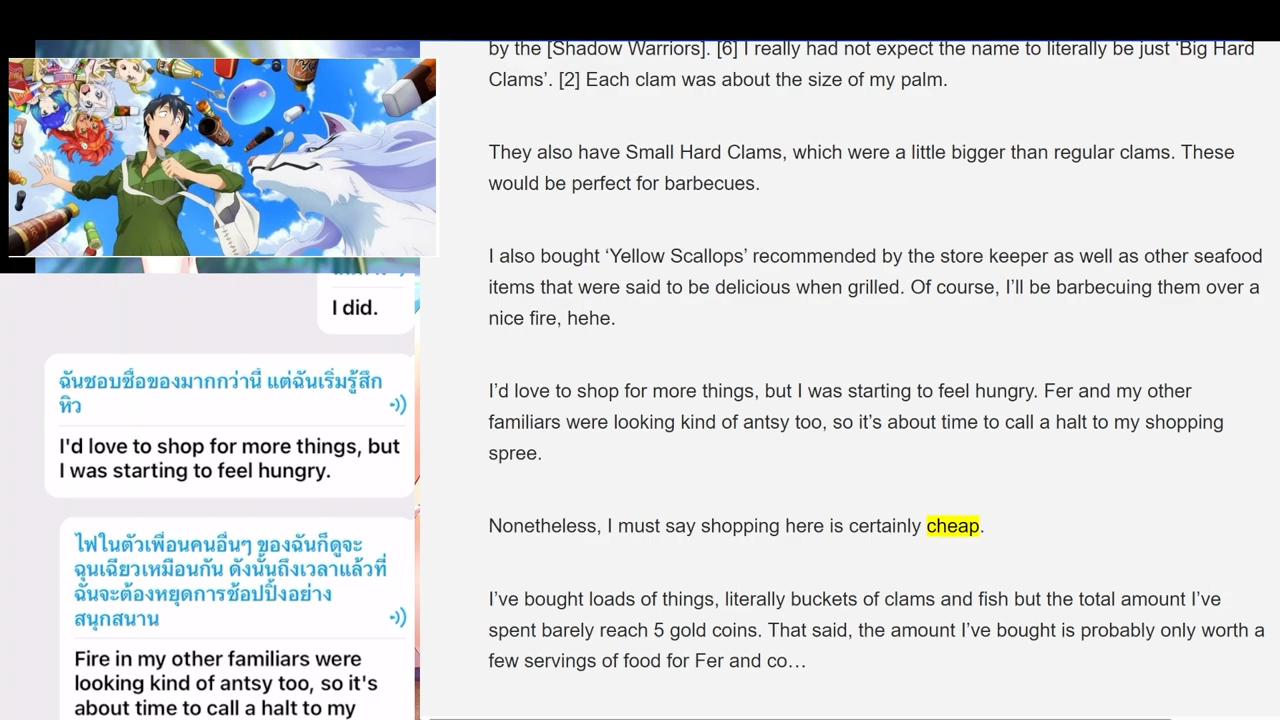 by the [Shadow Warriors]. [6] I really had not expect the name to literally be just ‘Big Hard
Clams’. [2] Each clam was about the size of my palm.
They also have Small Hard Clams, which were a little bigger than regular clams. These
would be perfect for barbecues.
I also bought ‘Yellow Scallops’ recommended by the store keeper as well as other seafood
items that were said to be delicious when grilled. Of course, I’ll be barbecuing them over a
nice fire, hehe.
I’d love to shop for more things, but I was starting to feel hungry. Fer and my other
familiars were looking kind of antsy too, so it’s about time to call a halt to my shopping
spree.
Nonetheless, I must say shopping here is certainly cheap.
I’ve bought loads of things, literally buckets of clams and fish but the total amount I’ve
spent barely reach 5 gold coins. That said, the amount I’ve bought is probably only worth a
few servings of food for Fer and co…
I did.
ฉันชอบซื้อของมากกว่านี้ แต่ฉันเริ่มรู้สึก
หิว
I'd love to shop for more things, but
I was starting to feel hungry.
ไฟในตัวเพื่อนคนอื่นๆ ของฉันก็ดูจะ
ฉุนเฉียวเหมือนกัน ดังนั้นถึงเวลาแล้วที่
ฉันจะต้องหยุดการช้อปปิ้งอย่าง
สนุกสนาน
Fire in my other familiars were
looking kind of antsy too, so it's
about time to call a halt to my